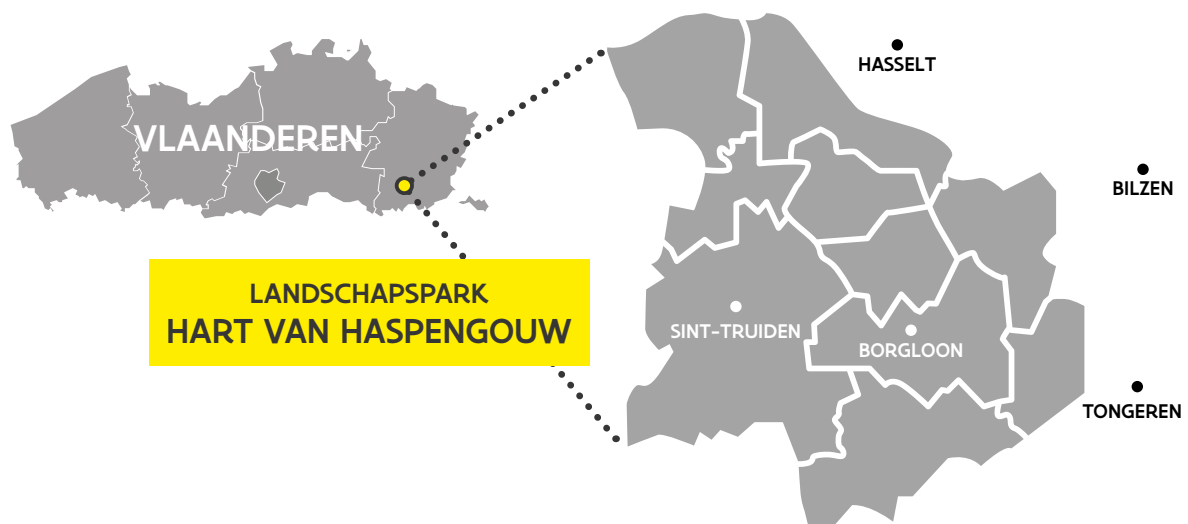 VLAANDEREN
LANDSCHAPSPARK
HART VAN HASPENGOUW
HASSELT
BILZEN
SINT-TRUIDEN
BORGLOON
TONGEREN